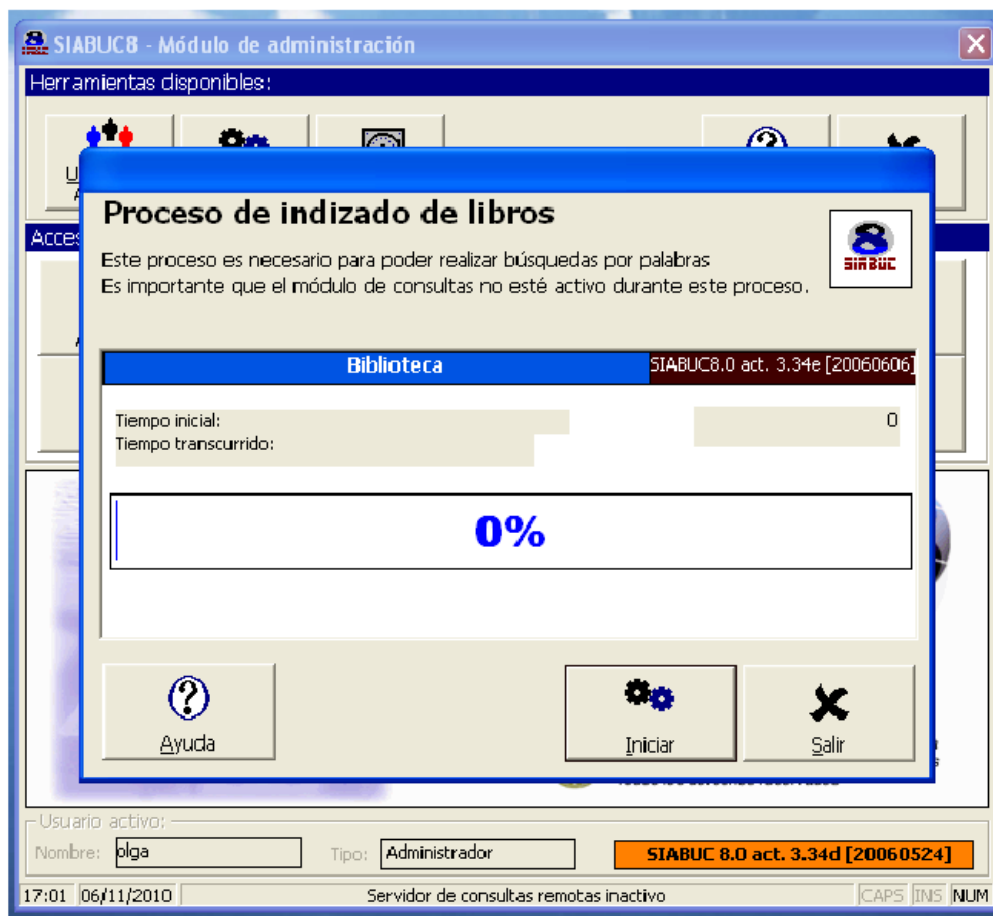 SIABUC8 - Módulo de administración
Herramientas disponibles:
Proceso de indizado de libros
Este proceso es necesario para poder realizar búsquedas por palabras
Es importante que el módulo de consultas no esté activo durante este proceso.
8
SIABUC
Biblioteca
SIABUC8.0 act. 3.34e [20060606]
Tiempo inicial:
0
Tiempo transcurrido:
0%
Ayuda
Iniciar
Salir
Usuario activo:
Nombre: olga
Tipo: Administrador
SIABUC 8.0 act. 3.34d [20060524]
17:01 06/11/2010 Servidor de consultas remotas inactivo CAPS INS NUM